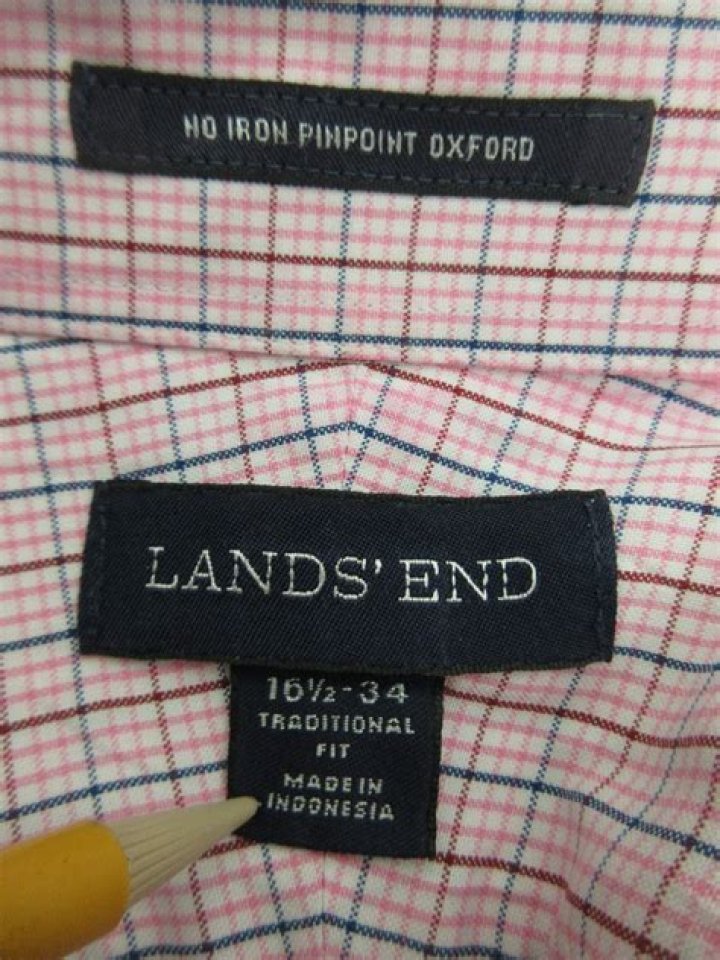 NO IRON PINPOINT OXFORD
LANDS' END
16½-34
TRADITIONAL
FIT
MADE IN
INDONESIA